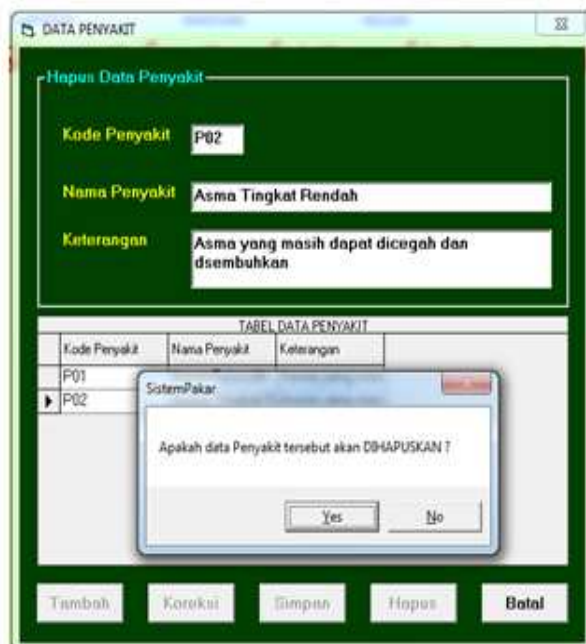 DATA PENYAKIT
Hapus Data Penyakit
Kode Penyakit P02
Nama Penyakit Asma Tingkat Rendah
Keterangan Asma yang masih dapat dicegah dan
dsembuhkan
TABEL DATA PENYAKIT
Kode Penyakit Nama Penyakit Keterangan
P01
P02
SistemPakar
Apakah data Penyakit tersebut akan DIHAPUSKAN ?
Yes No
Tambah Koreksi Simpan Hapus Batal